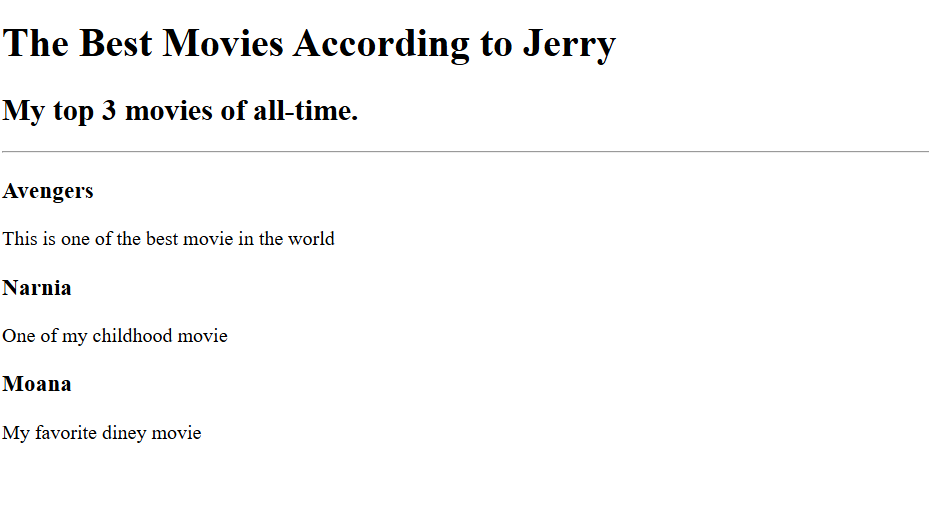 The Best Movies According to Jerry
My top 3 movies of all-time.
Avengers
This is one of the best movie in the world
Narnia
One of my childhood movie
Moana
My favorite diney movie